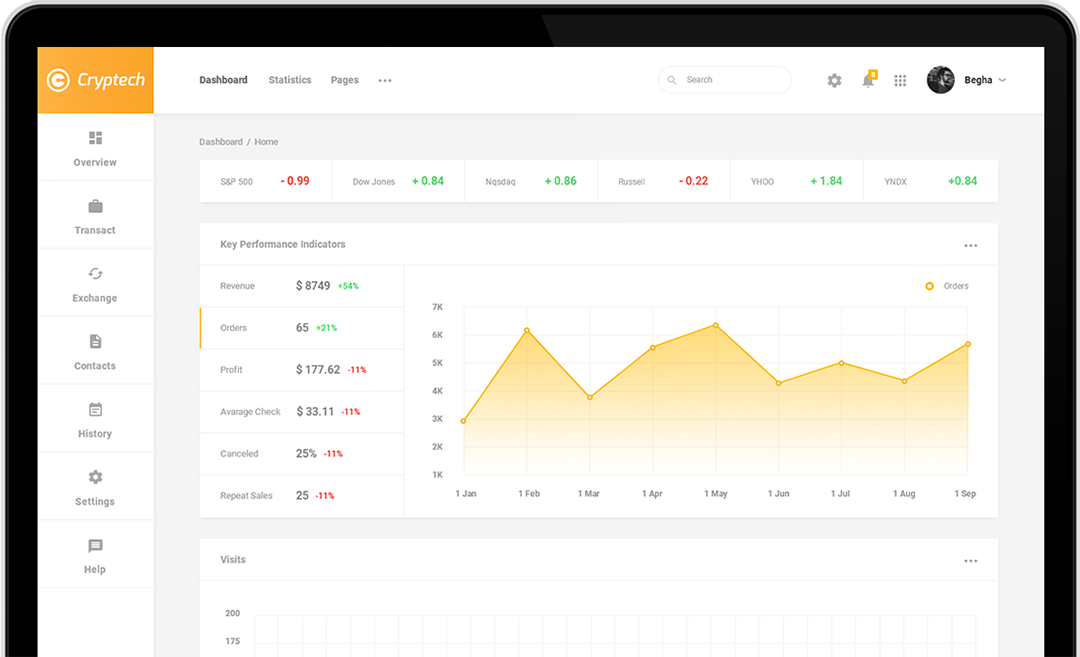 Cryptech
Dashboard Statistics Pages
Search
Begha
Overview
Transact
Exchange
Contacts
History
Settings
Help
Dashboard / Home
S&P 500 - 0.99
Dow Jones + 0.84
Nqsdaq + 0.86
Russell - 0.22
YHOO + 1.84
YNDX +0.84
Key Performance Indicators
Revenue $ 8749 +54%
Orders 65 +21%
Profit $ 177.62 -11%
Avarage Check $ 33.11 -11%
Canceled 25% -11%
Repeat Sales 25 -11%
Orders
7K
6K
5K
4K
3K
2K
1K
1 Jan 1 Feb 1 Mar 1 Apr 1 May 1 Jun 1 Jul 1 Aug 1 Sep
Visits
200
175